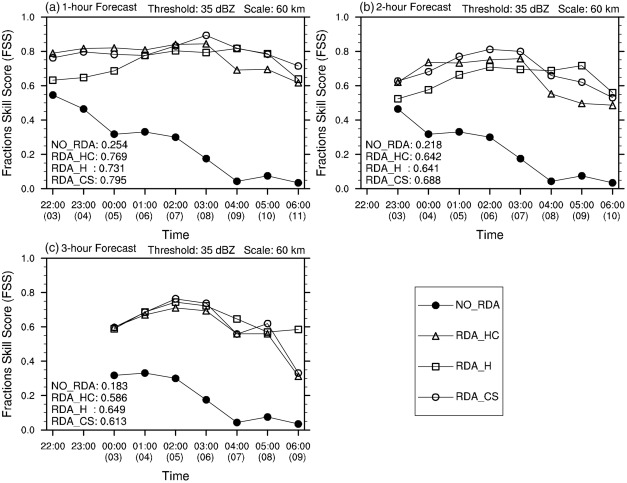 (a) 1-hour Forecast Threshold: 35 dBZ Scale: 60 km
Fractions Skill Score (FSS)
1.0
0.8
0.6
0.4
0.2
0.0
NO_RDA: 0.254
RDA_HC: 0.769
RDA_H : 0.731
RDA_CS: 0.795
22:00 23:00 00:00 01:00 02:00 03:00 04:00 05:00 06:00
(03) (04) (05) (06) (07) (08) (09) (10) (11)
Time
(b) 2-hour Forecast Threshold: 35 dBZ Scale: 60 km
Fractions Skill Score (FSS)
1.0
0.8
0.6
0.4
0.2
0.0
NO_RDA: 0.218
RDA_HC: 0.642
RDA_H : 0.641
RDA_CS: 0.688
22:00 23:00 00:00 01:00 02:00 03:00 04:00 05:00 06:00
(03) (04) (05) (06) (07) (08) (09) (10)
Time
(c) 3-hour Forecast Threshold: 35 dBZ Scale: 60 km
Fractions Skill Score (FSS)
1.0
0.8
0.6
0.4
0.2
0.0
NO_RDA: 0.183
RDA_HC: 0.586
RDA_H : 0.649
RDA_CS: 0.613
22:00 23:00 00:00 01:00 02:00 03:00 04:00 05:00 06:00
(03) (04) (05) (06) (07) (08) (09)
Time
NO_RDA
RDA_HC
RDA_H
RDA_CS